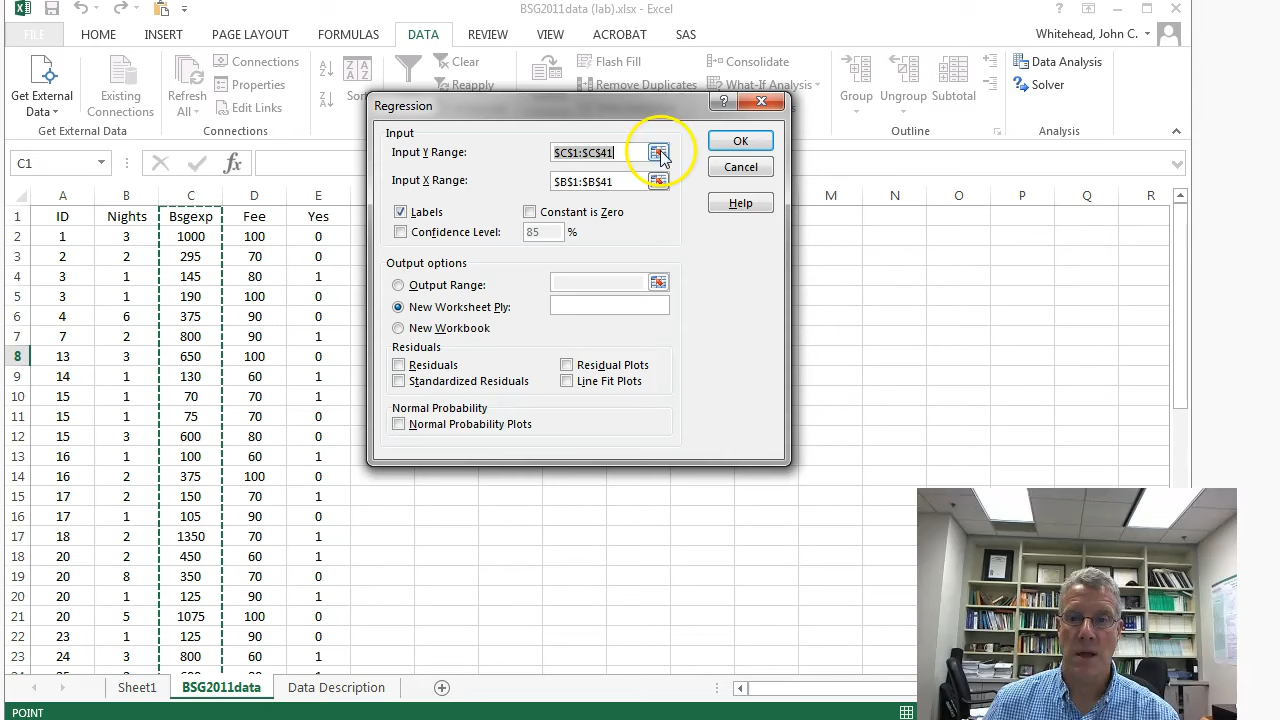 BSG2011data (lab).xlsx - Excel
FILE HOME INSERT PAGE LAYOUT FORMULAS DATA REVIEW VIEW ACROBAT SAS Whitehead, John C.
Get External Data Existing Connections Refresh All Connections Properties Edit Links Clear Reapply Flash Fill Remove Duplicates Consolidate What-If Analysis Group Ungroup Subtotal Data Analysis Solver
Get External Data Connections Outline Analysis
C1 fx
Regression
Input
Input Y Range: $C$1:$C$41
Input X Range: $B$1:$B$41
Labels Constant is Zero
Confidence Level: 85 %
Output options
Output Range:
New Worksheet Ply:
New Workbook
Residuals
Residuals Residual Plots
Standardized Residuals Line Fit Plots
Normal Probability
Normal Probability Plots
OK
Cancel
Help
A B C D E M N O P Q R
1 ID Nights Bsgexp Fee Yes
2 1 3 1000 100 0
3 2 2 295 70 0
4 3 1 145 80 1
5 3 1 190 100 0
6 4 6 375 90 0
7 7 2 800 90 1
8 13 3 650 100 0
9 14 1 130 60 1
10 15 1 70 70 0
11 15 1 75 70 0
12 15 3 600 80 0
13 16 1 100 60 1
14 16 2 375 100 0
15 17 2 150 70 1
16 17 1 105 90 0
17 18 2 1350 70 1
18 20 2 450 60 1
19 20 8 350 70 0
20 20 1 125 90 1
21 20 5 1075 100 0
22 23 1 125 90 0
23 24 3 800 60 1
Sheet1 BSG2011data Data Description
POINT